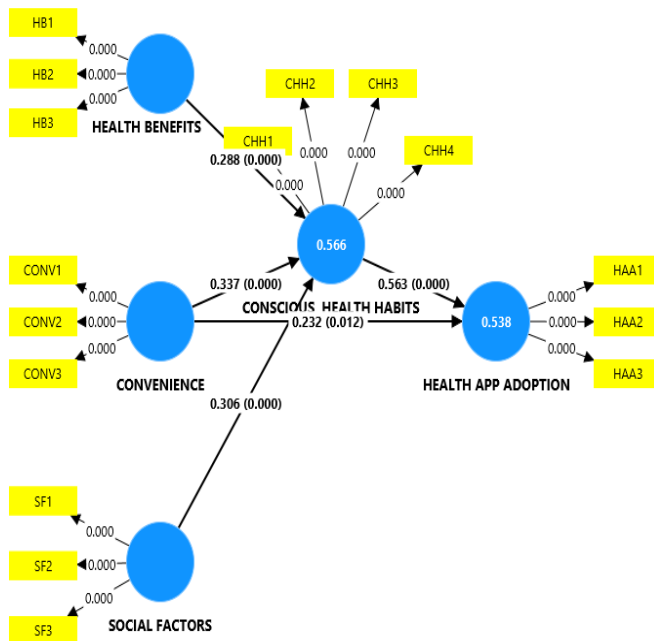 HB1
0.000
HB2
0.000
0.000
HB3
HEALTH BENEFITS
CHH2
CHH3
CHH1
CHH4
0.000
0.000
0.000
0.000
0.288 (0.000)
0.566
CONV1
0.000
CONV2
0.000
0.000
CONV3
CONVENIENCE
0.337 (0.000)
0.563 (0.000)
CONSCIOUS HEALTH HABITS
0.232 (0.012)
0.538
HAA1
0.000
HAA2
0.000
0.000
HAA3
HEALTH APP ADOPTION
0.306 (0.000)
SF1
0.000
SF2
0.000
0.000
SF3
SOCIAL FACTORS